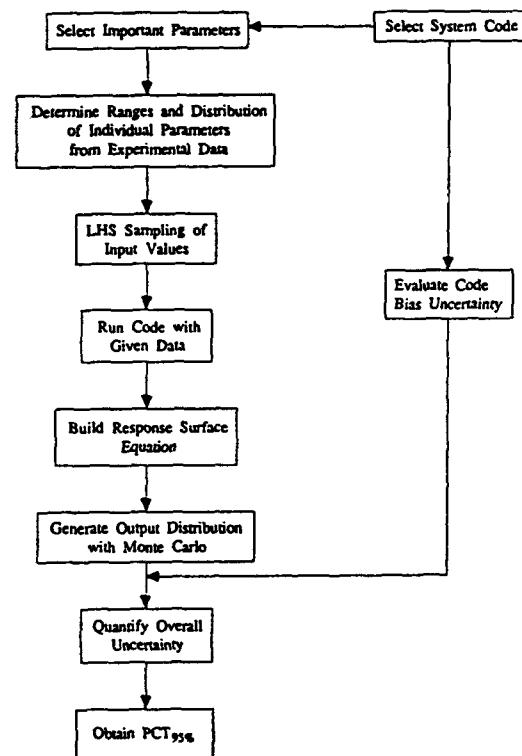 Select Important Parameters
Select System Code
Determine Ranges and Distribution
of Individual Parameters
from Experimental Data
LHS Sampling of
Input Values
Evaluate Code
Bias Uncertainty
Run Code with
Given Data
Build Response Surface
Equation
Generate Output Distribution
with Monte Carlo
Quantify Overall
Uncertainty
Obtain PCT95%